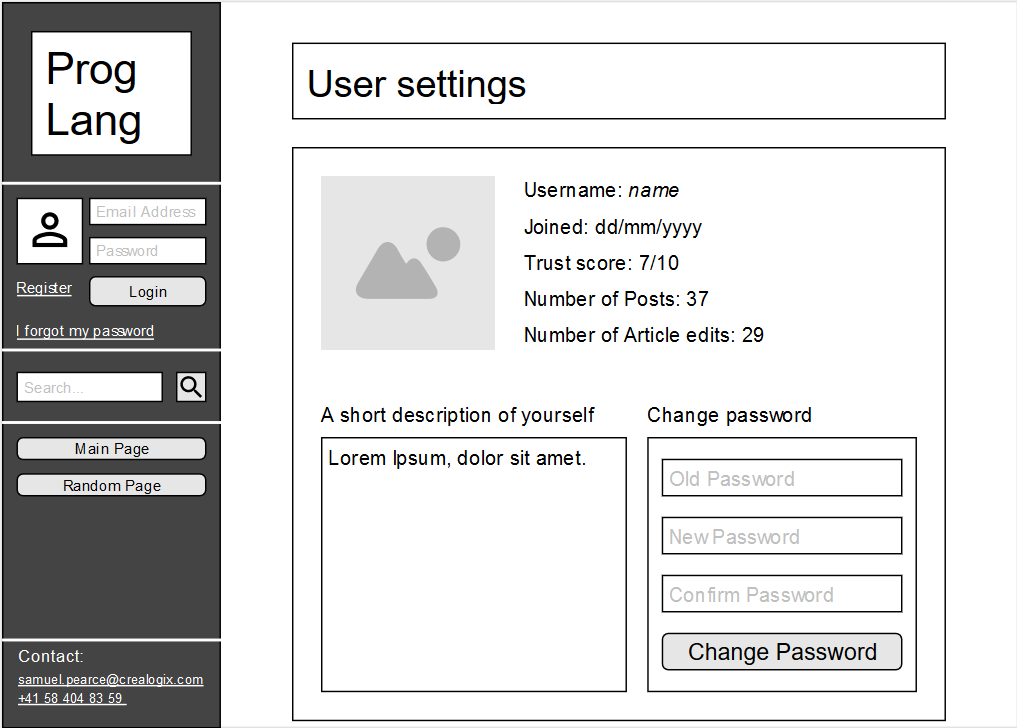 Prog
Lang
Email Address
Password
Register
Login
I forgot my password
Search...
Main Page
Random Page
Contact:
samuel.pearce@crealogix.com
+41 58 404 83 59
User settings
Username: name
Joined: dd/mm/yyyy
Trust score: 7/10
Number of Posts: 37
Number of Article edits: 29
A short description of yourself
Lorem Ipsum, dolor sit amet.
Change password
Old Password
New Password
Confirm Password
Change Password